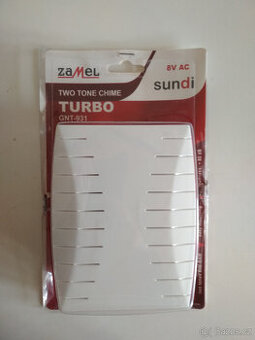 ZAMEL
8V AC
sundi
TWO TONE CHIME
TURBO
GNT-931